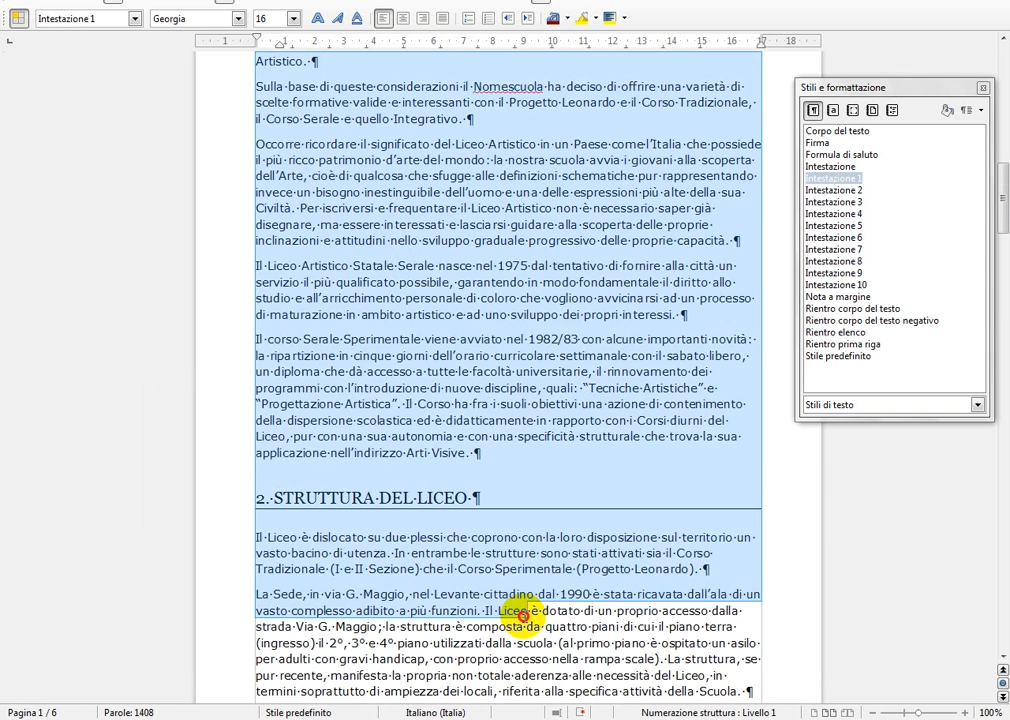 Intestazione 1
Georgia
16
1 1 2 3 4 5 6 7 8 9 10 11 12 13 14 15 16 17 18
Artistico. ¶
Sulla·base·di·queste·considerazioni·il·Nomescuola·ha·deciso·di·offrire·una·varietà·di·
scelte·formative·valide·e·interessanti·con·il·Progetto·Leonardo·e·il·Corso·Tradizionale,·
il·Corso·Serale·e·quello·Integrativo.·¶
Occorre·ricordare·il·significato·del·Liceo·Artistico·in·un·Paese·come·l'Italia·che·possiede
il·più·ricco·patrimonio·d'arte·del·mondo:·la·nostra·scuola·avvia·i·giovani·alla·scoperta·
dell'Arte,·cioè·di·qualcosa·che·sfugge·alle·definizioni·schematiche·pur·rappresentando·
invece·un·bisogno·inestinguibile·dell'uomo·e·una·delle·espressioni·più·alte·della·sua·
Civiltà.·Per·iscriversi·e·frequentare·il·Liceo·Artistico·non·è·necessario·saper·già·
disegnare,·ma·essere·interessati·e·lasciarsi·guidare·alla·scoperta·delle·proprie·
inclinazioni·e·attitudini·nello·sviluppo·graduale·progressivo·delle·proprie·capacità.·¶
Il·Liceo·Artistico·Statale·Serale·nasce·nel·1975·dal·tentativo·di·fornire·alla·città·un·
servizio·il·più·qualificato·possibile,·garantendo·in·modo·fondamentale·il·diritto·allo·
studio·e·all'arricchimento·personale·di·coloro·che·vogliono·avvicinarsi·ad·un·processo·
di·maturazione·in·ambito·artistico·e·ad·uno·sviluppo·dei·propri·interessi.·¶
Il·corso·Serale·Sperimentale·viene·avviato·nel·1982/83·con·alcune·importanti·novità:·
la·ripartizione·in·cinque·giorni·dell'orario·curricolare·settimanale·con·il·sabato·libero,·
un·diploma·che·dà·accesso·a·tutte·le·facoltà·universitarie,·il·rinnovamento·dei·
programmi·con·l'introduzione·di·nuove·discipline,·quali:·“Tecniche·Artistiche”·e·
“Progettazione·Artistica”.·Il·Corso·ha·fra·i·suoi·obiettivi·una·azione·di·contenimento·
della·dispersione·scolastica·ed·è·didatticamente·in·rapporto·con·i·Corsi·diurni·del·
Liceo,·pur·con·una·sua·autonomia·e·con·una·specificità·strutturale·che·trova·la·sua·
applicazione·nell'indirizzo·Arti·Visive.·¶
2.·STRUTTURA·DEL·LICEO·¶
Il·Liceo·è·dislocato·su·due·plessi·che·coprono·con·la·loro·disposizione·sul·territorio·un·
vasto·bacino·di·utenza.·In·entrambe·le·strutture·sono·stati·attivati·sia·il·Corso·
Tradizionale·(I·e·II·Sezione)·che·il·Corso·Sperimentale·(Progetto·Leonardo).·¶
La·Sede,·in·via·G.·Maggio,·nel·Levante·cittadino·dal·1990·è·stata·ricavata·dall'ala·di·un
vasto·complesso·adibito·a·più·funzioni.·Il·Liceo·è·dotato·di·un·proprio·accesso·dalla·
strada·Via·G.·Maggio;·la·struttura·è·composta·da·quattro·piani·di·cui·il·piano·terra·
(ingresso)·il·2°,·3°·e·4°·piano·utilizzati·dalla·scuola·(al·primo·piano·è·ospitato·un·asilo·
per·adulti·con·gravi·handicap,·con·proprio·accesso·nella·rampa·scale).·La·struttura,·se·
pur·recente,·manifesta·la·propria·non·totale·aderenza·alle·necessità·del·Liceo,·in·
termini·soprattutto·di·ampiezza·dei·locali,·riferita·alla·specifica·attività·della·Scuola.·¶
Stili e formattazione
Corpo del testo
Firma
Formula di saluto
Intestazione
Intestazione 1
Intestazione 2
Intestazione 3
Intestazione 4
Intestazione 5
Intestazione 6
Intestazione 7
Intestazione 8
Intestazione 9
Intestazione 10
Nota a margine
Rientro corpo del testo
Rientro corpo del testo negativo
Rientro elenco
Rientro prima riga
Stile predefinito
Stili di testo
Pagina 1 / 6
Parole: 1408
Stile predefinito
Italiano (Italia)
Numerazione struttura : Livello 1
100%